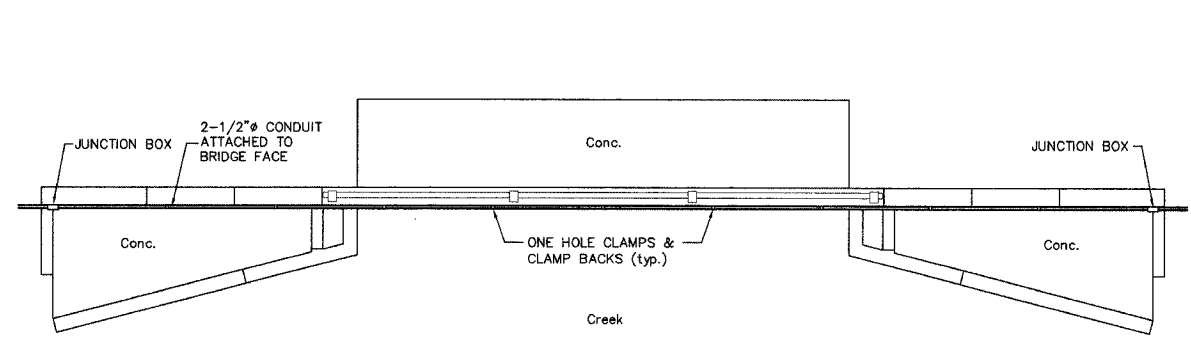 JUNCTION BOX
2-1/2"ø CONDUIT
ATTACHED TO
BRIDGE FACE
Conc.
JUNCTION BOX
Conc.
ONE HOLE CLAMPS &
CLAMP BACKS (typ.)
Conc.
Creek